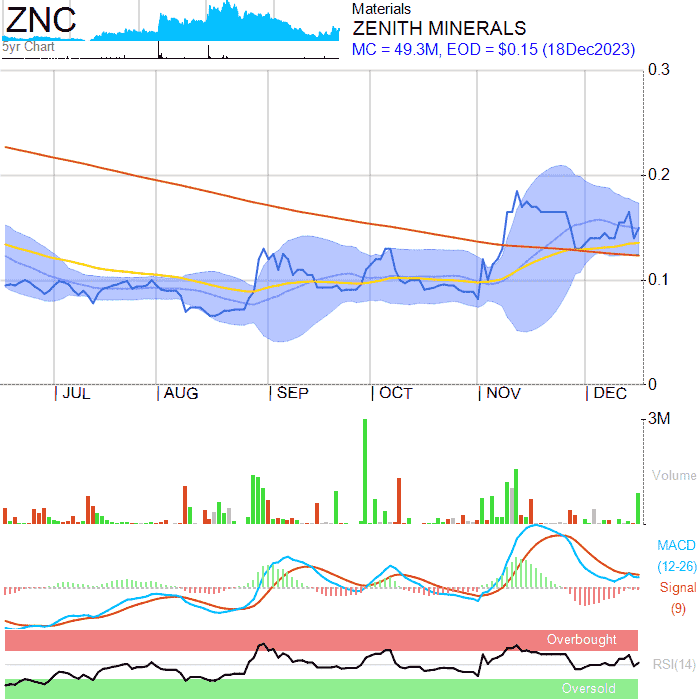 ZNC
5yr Chart
Materials
ZENITH MINERALS
MC = 49.3M, EOD = $0.15 (18Dec2023)
0.3
0.2
0.1
0
JUL AUG SEP OCT NOV DEC
3M
Volume
MACD
(12-26)
Signal
(9)
Overbought
RSI(14)
Oversold